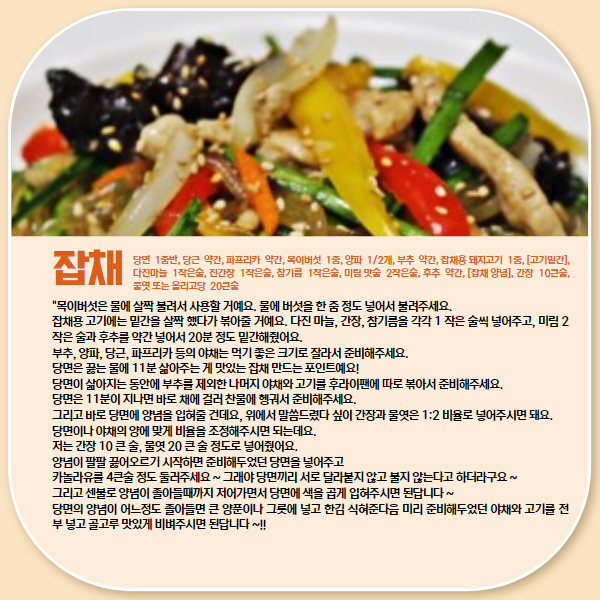 잡채
당면 1줌반, 당근 약간, 파프리카 약간, 목이버섯 1줌, 양파 1/2개, 부추 약간, 잡채용 돼지고기 1줌, [고기밑간],
다진마늘 1작은술, 진간장 1작은술, 참기름 1작은술, 미림 맛술 2작은술, 후추 약간, [잡채 양념], 간장 10큰술,
물엿 또는 올리고당 20큰술
"목이버섯은 물에 살짝 불려서 사용할 거예요. 물에 버섯을 한 줌 정도 넣어서 불려주세요.
잡채용 고기에는 밑간을 살짝 했다가 볶아줄 거예요. 다진 마늘, 간장, 참기름을 각각 1 작은 술씩 넣어주고, 미림 2
작은 술과 후추를 약간 넣어서 20분 정도 밑간해줬어요.
부추, 양파, 당근, 파프리카 등의 야채는 먹기 좋은 크기로 잘라서 준비해주세요.
당면은 끓는 물에 11분 삶아주는 게 맛있는 잡채 만드는 포인트예요!
당면이 삶아지는 동안에 부추를 제외한 나머지 야채와 고기를 후라이팬에 따로 볶아서 준비해주세요.
당면은 11분이 지나면 바로 채에 걸러 찬물에 헹궈서 준비해주세요.
그리고 바로 당면에 양념을 입혀줄 건데요, 위에서 말씀드렸다 싶이 간장과 물엿은 1:2 비율로 넣어주시면 돼요.
당면이나 야채의 양에 맞게 비율을 조정해주시면 되는데요.
저는 간장 10 큰 술, 물엿 20 큰 술 정도로 넣어줬어요.
양념이 팔팔 끓어오르기 시작하면 준비해두었던 당면을 넣어주고
카놀라유를 4큰술 정도 둘러주세요 ~ 그래야 당면끼리 서로 달라붙지 않고 불지 않는다고 하더라구요 ~
그리고 센불로 양념이 졸아들때까지 저어가면서 당면에 색을 곱게 입혀주시면 된답니다 ~
당면의 양념이 어느정도 졸아들면 큰 양푼이나 그릇에 넣고 한김 식혀준다음 미리 준비해두었던 야채와 고기를 전
부 넣고 골고루 맛있게 비벼주시면 된답니다 ~!!